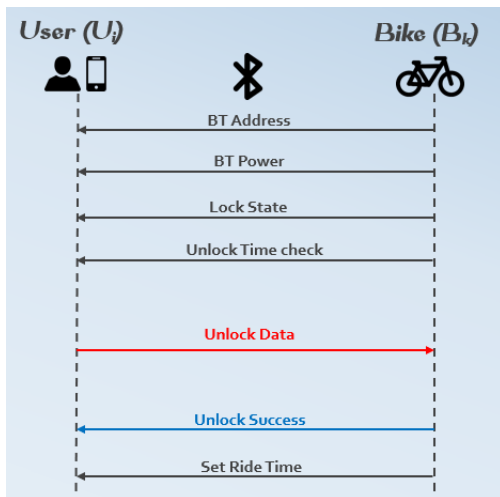 User (Ui)
Bike (Bk)
BT Address
BT Power
Lock State
Unlock Time check
Unlock Data
Unlock Success
Set Ride Time